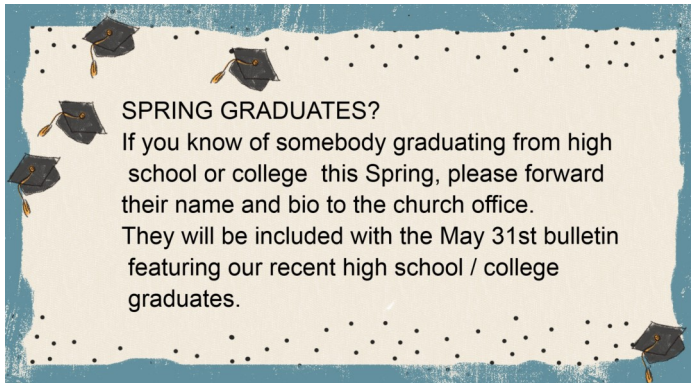 SPRING GRADUATES?
If you know of somebody graduating from high
school or college this Spring, please forward
their name and bio to the church office.
They will be included with the May 31st bulletin
featuring our recent high school / college
graduates.